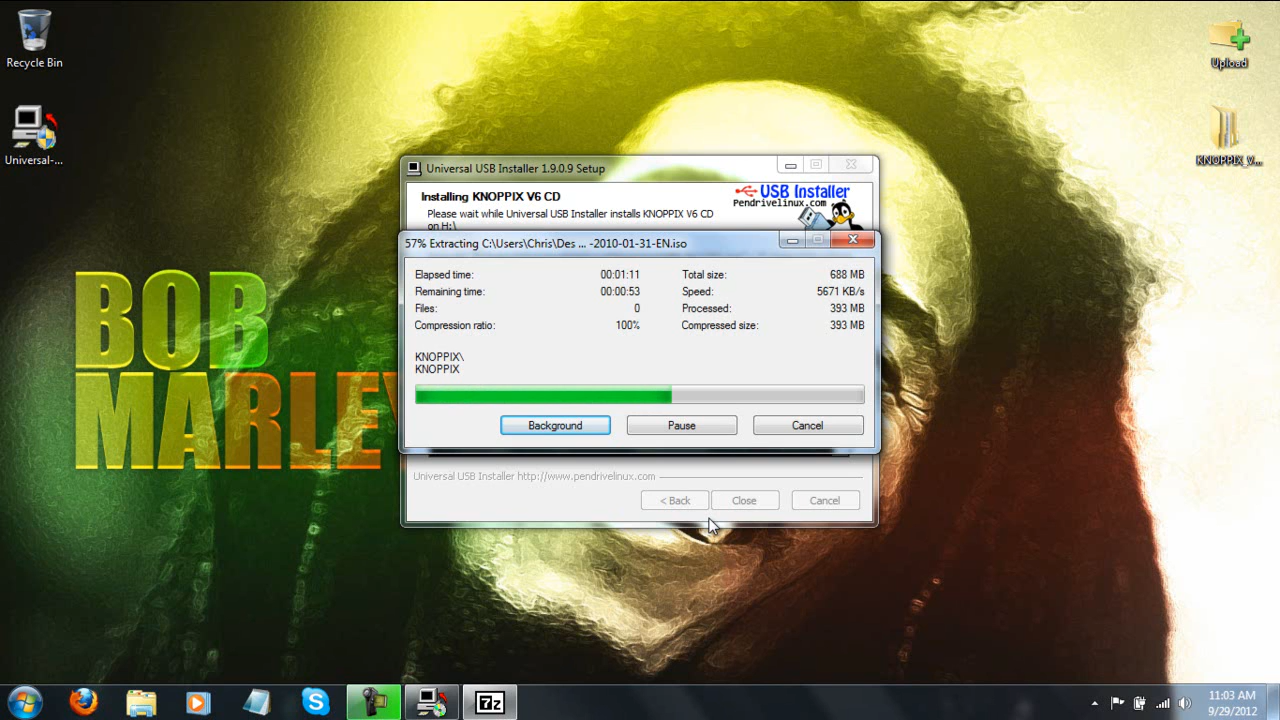 Recycle Bin
Universal-...
Upload
KNOPPIX_V...
BOB
MARLEY
Universal USB Installer 1.9.0.9 Setup
Installing KNOPPIX V6 CD
Please wait while Universal USB Installer installs KNOPPIX V6 CD
on H:\
USB Installer
Pendrivelinux.com
57% Extracting C:\Users\Chris\Des ... -2010-01-31-EN.iso
Elapsed time: 00:01:11 Total size: 688 MB
Remaining time: 00:00:53 Speed: 5671 KB/s
Files: 0 Processed: 393 MB
Compression ratio: 100% Compressed size: 393 MB
KNOPPIX\
KNOPPIX
Background Pause Cancel
Universal USB Installer http://www.pendrivelinux.com
< Back Close Cancel
7z
11:03 AM
9/29/2012